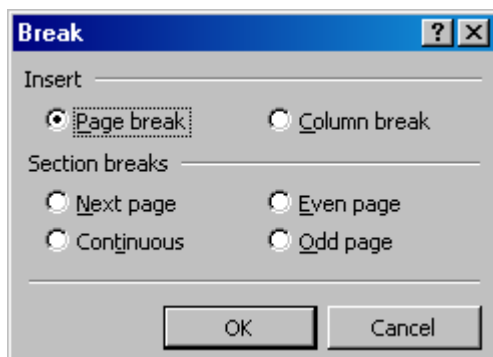 Break
Insert
Page break Column break
Section breaks
Next page Even page
Continuous Odd page
OK Cancel